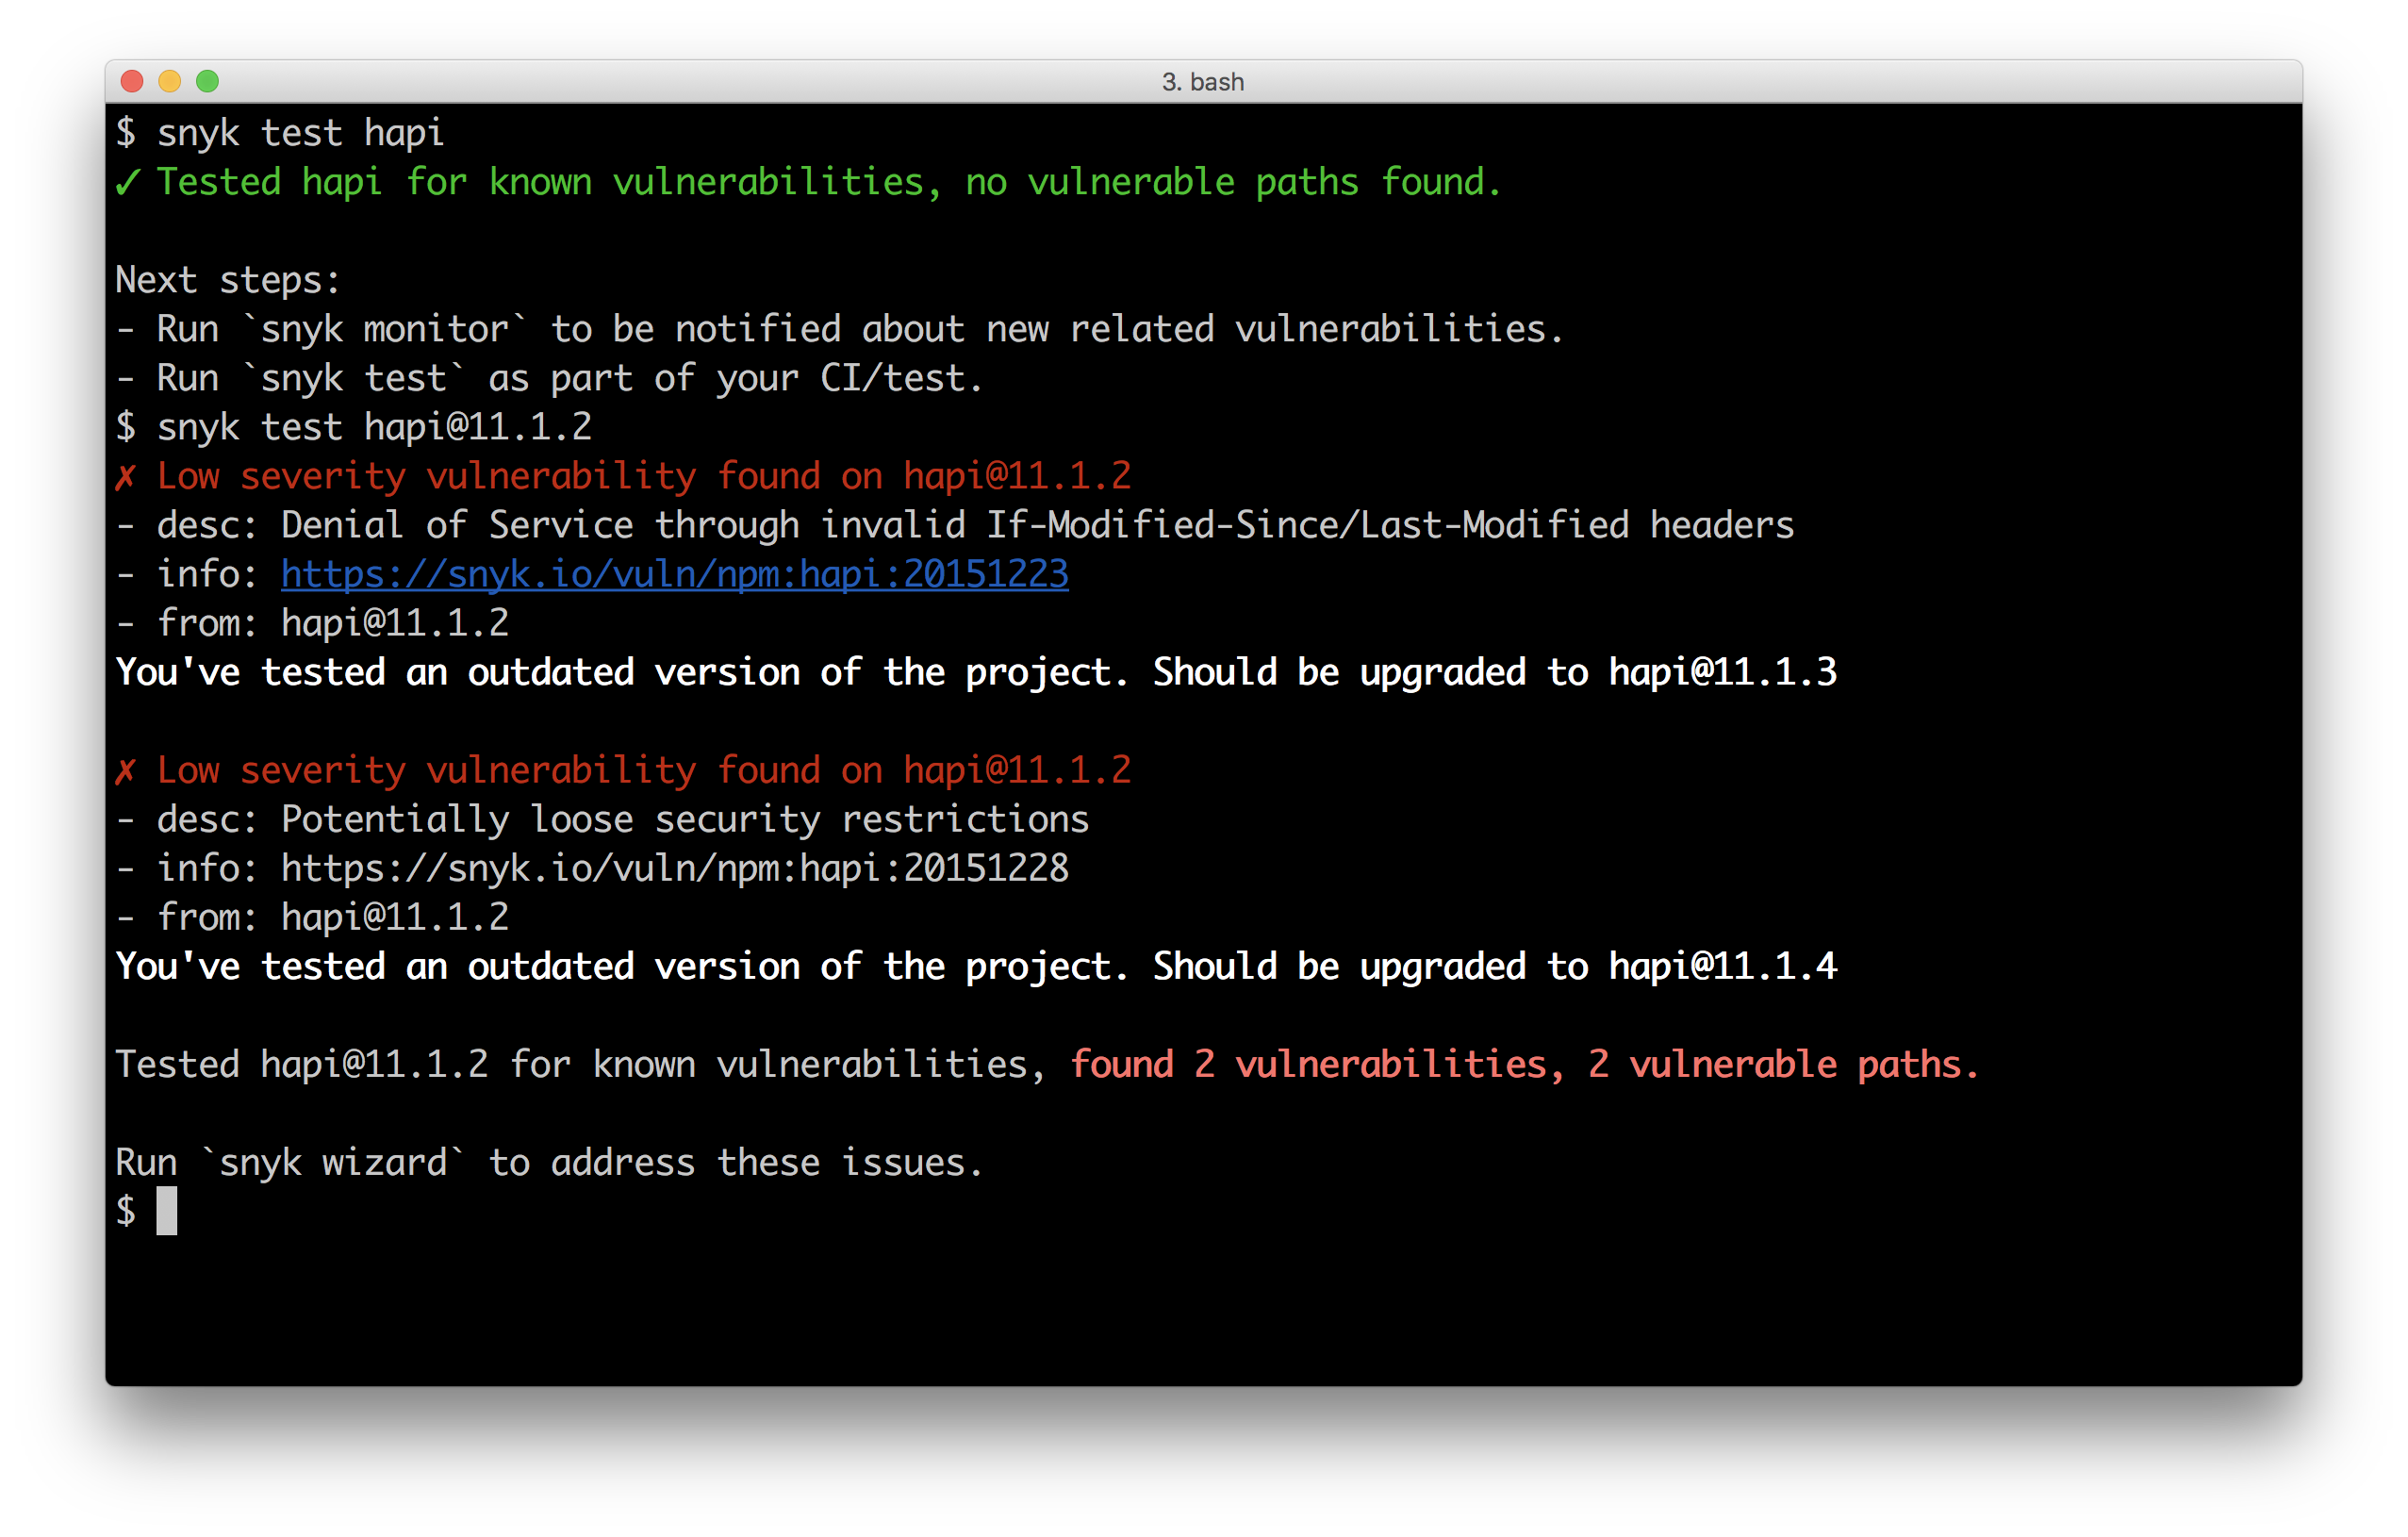 3. bash
$ snyk test hapi
✓ Tested hapi for known vulnerabilities, no vulnerable paths found.
Next steps:
- Run `snyk monitor` to be notified about new related vulnerabilities.
- Run `snyk test` as part of your CI/test.
$ snyk test hapi@11.1.2
✗ Low severity vulnerability found on hapi@11.1.2
- desc: Denial of Service through invalid If-Modified-Since/Last-Modified headers
- info: https://snyk.io/vuln/npm:hapi:20151223
- from: hapi@11.1.2
You've tested an outdated version of the project. Should be upgraded to hapi@11.1.3
✗ Low severity vulnerability found on hapi@11.1.2
- desc: Potentially loose security restrictions
- info: https://snyk.io/vuln/npm:hapi:20151228
- from: hapi@11.1.2
You've tested an outdated version of the project. Should be upgraded to hapi@11.1.4
Tested hapi@11.1.2 for known vulnerabilities, found 2 vulnerabilities, 2 vulnerable paths.
Run `snyk wizard` to address these issues.
$